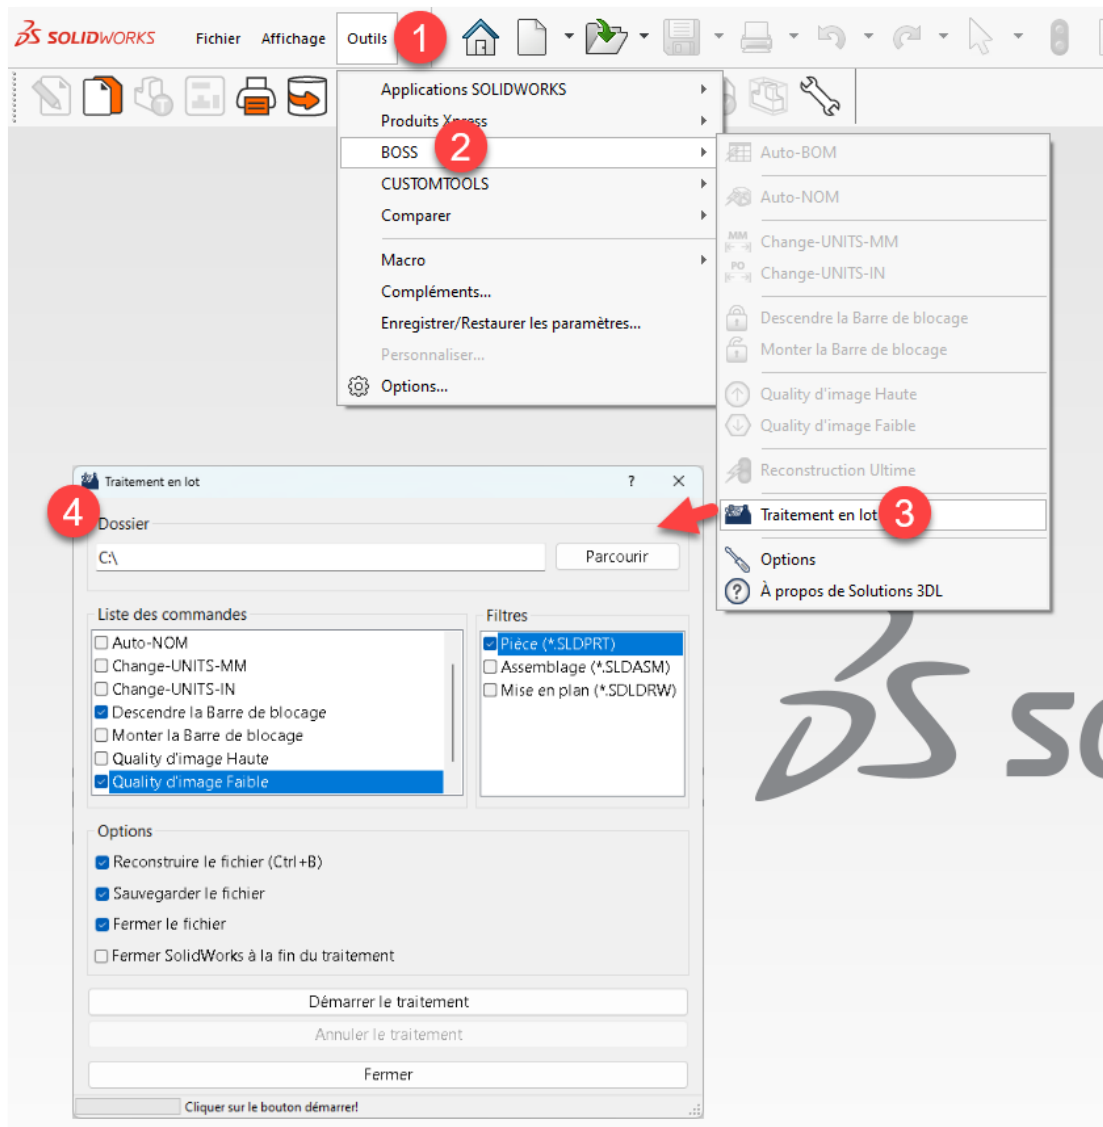 SOLIDWORKS Fichier Affichage Outils 1
Applications SOLIDWORKS
Produits Xpress
BOSS 2
CUSTOMTOOLS
Comparer
Macro
Compléments...
Enregistrer/Restaurer les paramètres...
Personnaliser...
Options...
Auto-BOM
Auto-NOM
MM Change-UNITS-MM
PO Change-UNITS-IN
Descendre la Barre de blocage
Monter la Barre de blocage
Quality d'image Haute
Quality d'image Faible
Reconstruction Ultime
Traitement en lot 3
Options
? À propos de Solutions 3DL
Traitement en lot ?
4
Dossier
C:\ Parcourir
Liste des commandes
Auto-NOM
Change-UNITS-MM
Change-UNITS-IN
Descendre la Barre de blocage
Monter la Barre de blocage
Quality d'image Haute
Quality d'image Faible
Filtres
Pièce (*.SLDPRT)
Assemblage (*.SLDASM)
Mise en plan (*.SDLDRW)
Options
Reconstruire le fichier (Ctrl+B)
Sauvegarder le fichier
Fermer le fichier
Fermer SolidWorks à la fin du traitement
Démarrer le traitement
Annuler le traitement
Fermer
Cliquer sur le bouton démarrer!